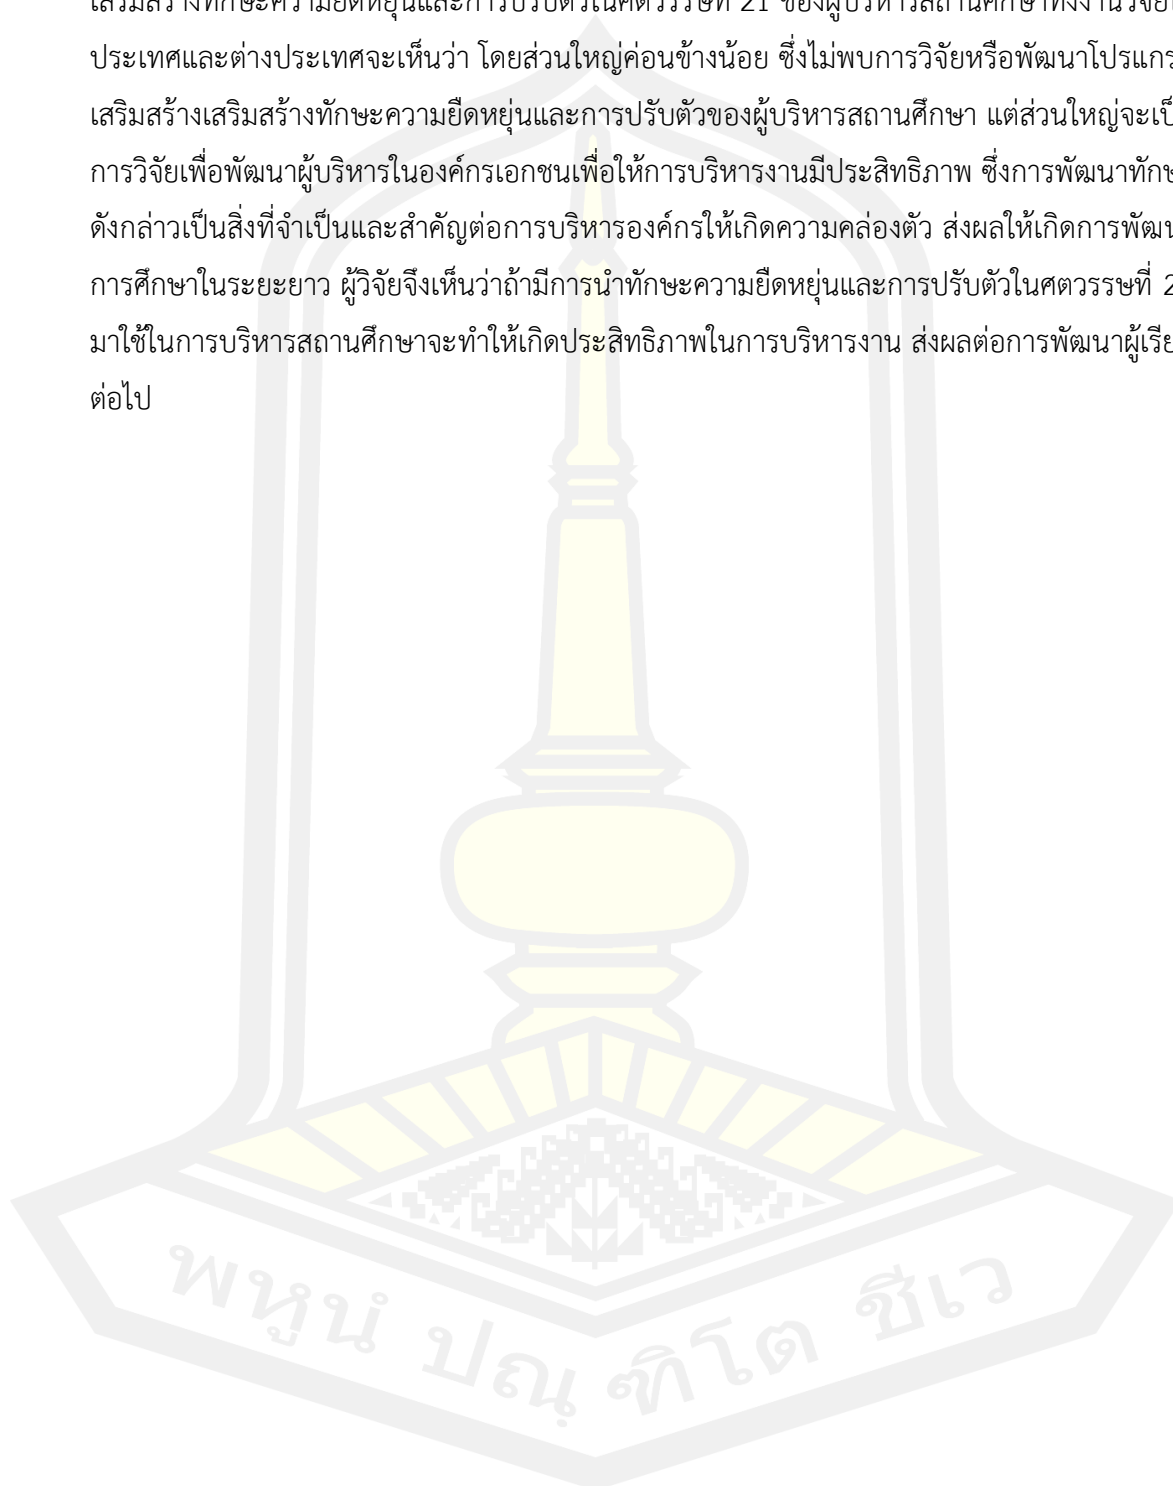 เสริมสร้างทักษะความยืดหยุ่นและการปรับตัวในศตวรรษที่ 21 ของผู้บริหารสถานศึกษาทั้งงานวิจัย
ประเทศและต่างประเทศจะเห็นว่า โดยส่วนใหญ่ค่อนข้างน้อย ซึ่งไม่พบการวิจัยหรือพัฒนาโปรแกร
เสริมสร้างเสริมสร้างทักษะความยืดหยุ่นและการปรับตัวของผู้บริหารสถานศึกษา แต่ส่วนใหญ่จะเป็
การวิจัยเพื่อพัฒนาผู้บริหารในองค์กรเอกชนเพื่อให้การบริหารงานมีประสิทธิภาพ ซึ่งการพัฒนาทักษ
ดังกล่าวเป็นสิ่งที่จำเป็นและสำคัญต่อการบริหารองค์กรให้เกิดความคล่องตัว ส่งผลให้เกิดการพัฒน
การศึกษาในระยะยาว ผู้วิจัยจึงเห็นว่าถ้ามีการนำทักษะความยืดหยุ่นและการปรับตัวในศตวรรษที่ 2
มาใช้ในการบริหารสถานศึกษาจะทำให้เกิดประสิทธิภาพในการบริหารงาน ส่งผลต่อการพัฒนาผู้เรีย
ต่อไป
พหูนํ ปณฺฑิโต ชีเว